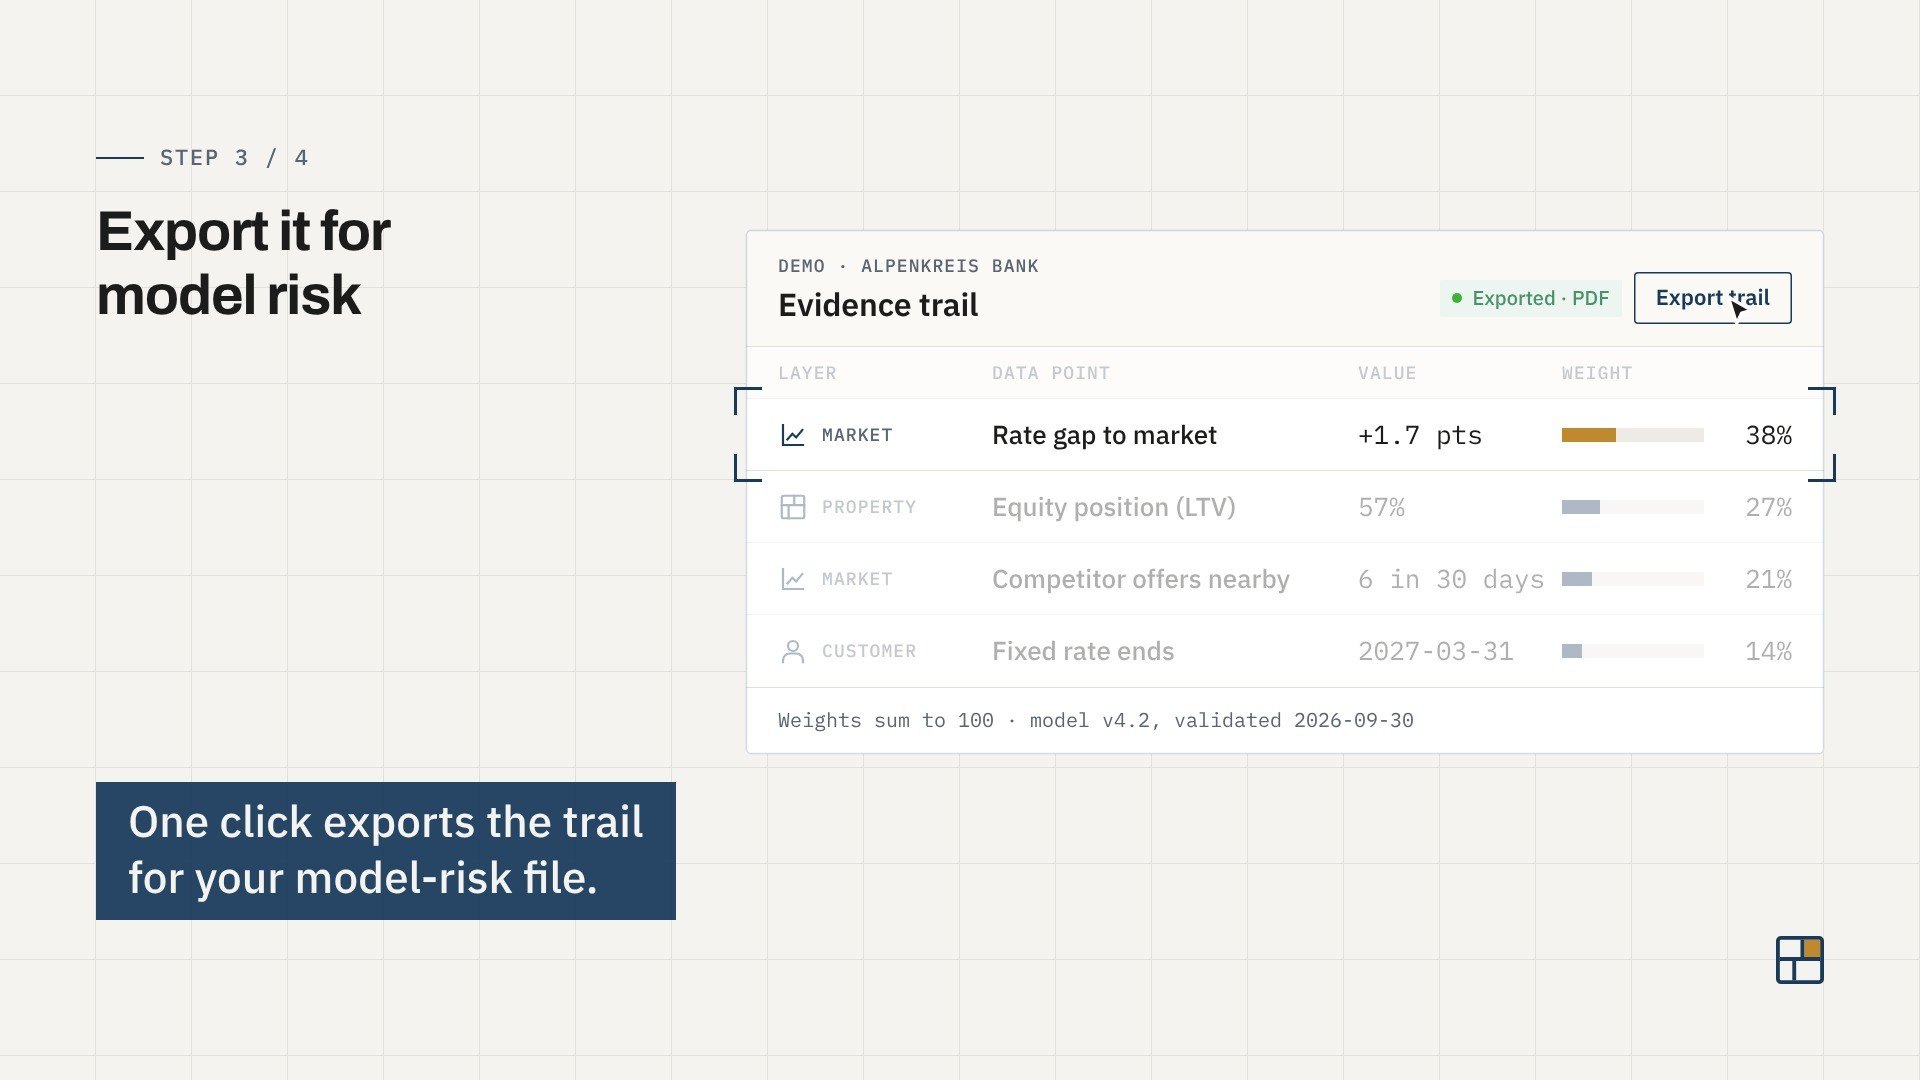 STEP 3 / 4
Export it for
model risk
DEMO · ALPENKREIS BANK
Evidence trail
Exported · PDF
Export trail
LAYER DATA POINT VALUE WEIGHT
MARKET Rate gap to market +1.7 pts 38%
PROPERTY Equity position (LTV) 57% 27%
MARKET Competitor offers nearby 6 in 30 days 21%
CUSTOMER Fixed rate ends 2027-03-31 14%
Weights sum to 100 · model v4.2, validated 2026-09-30
One click exports the trail
for your model-risk file.